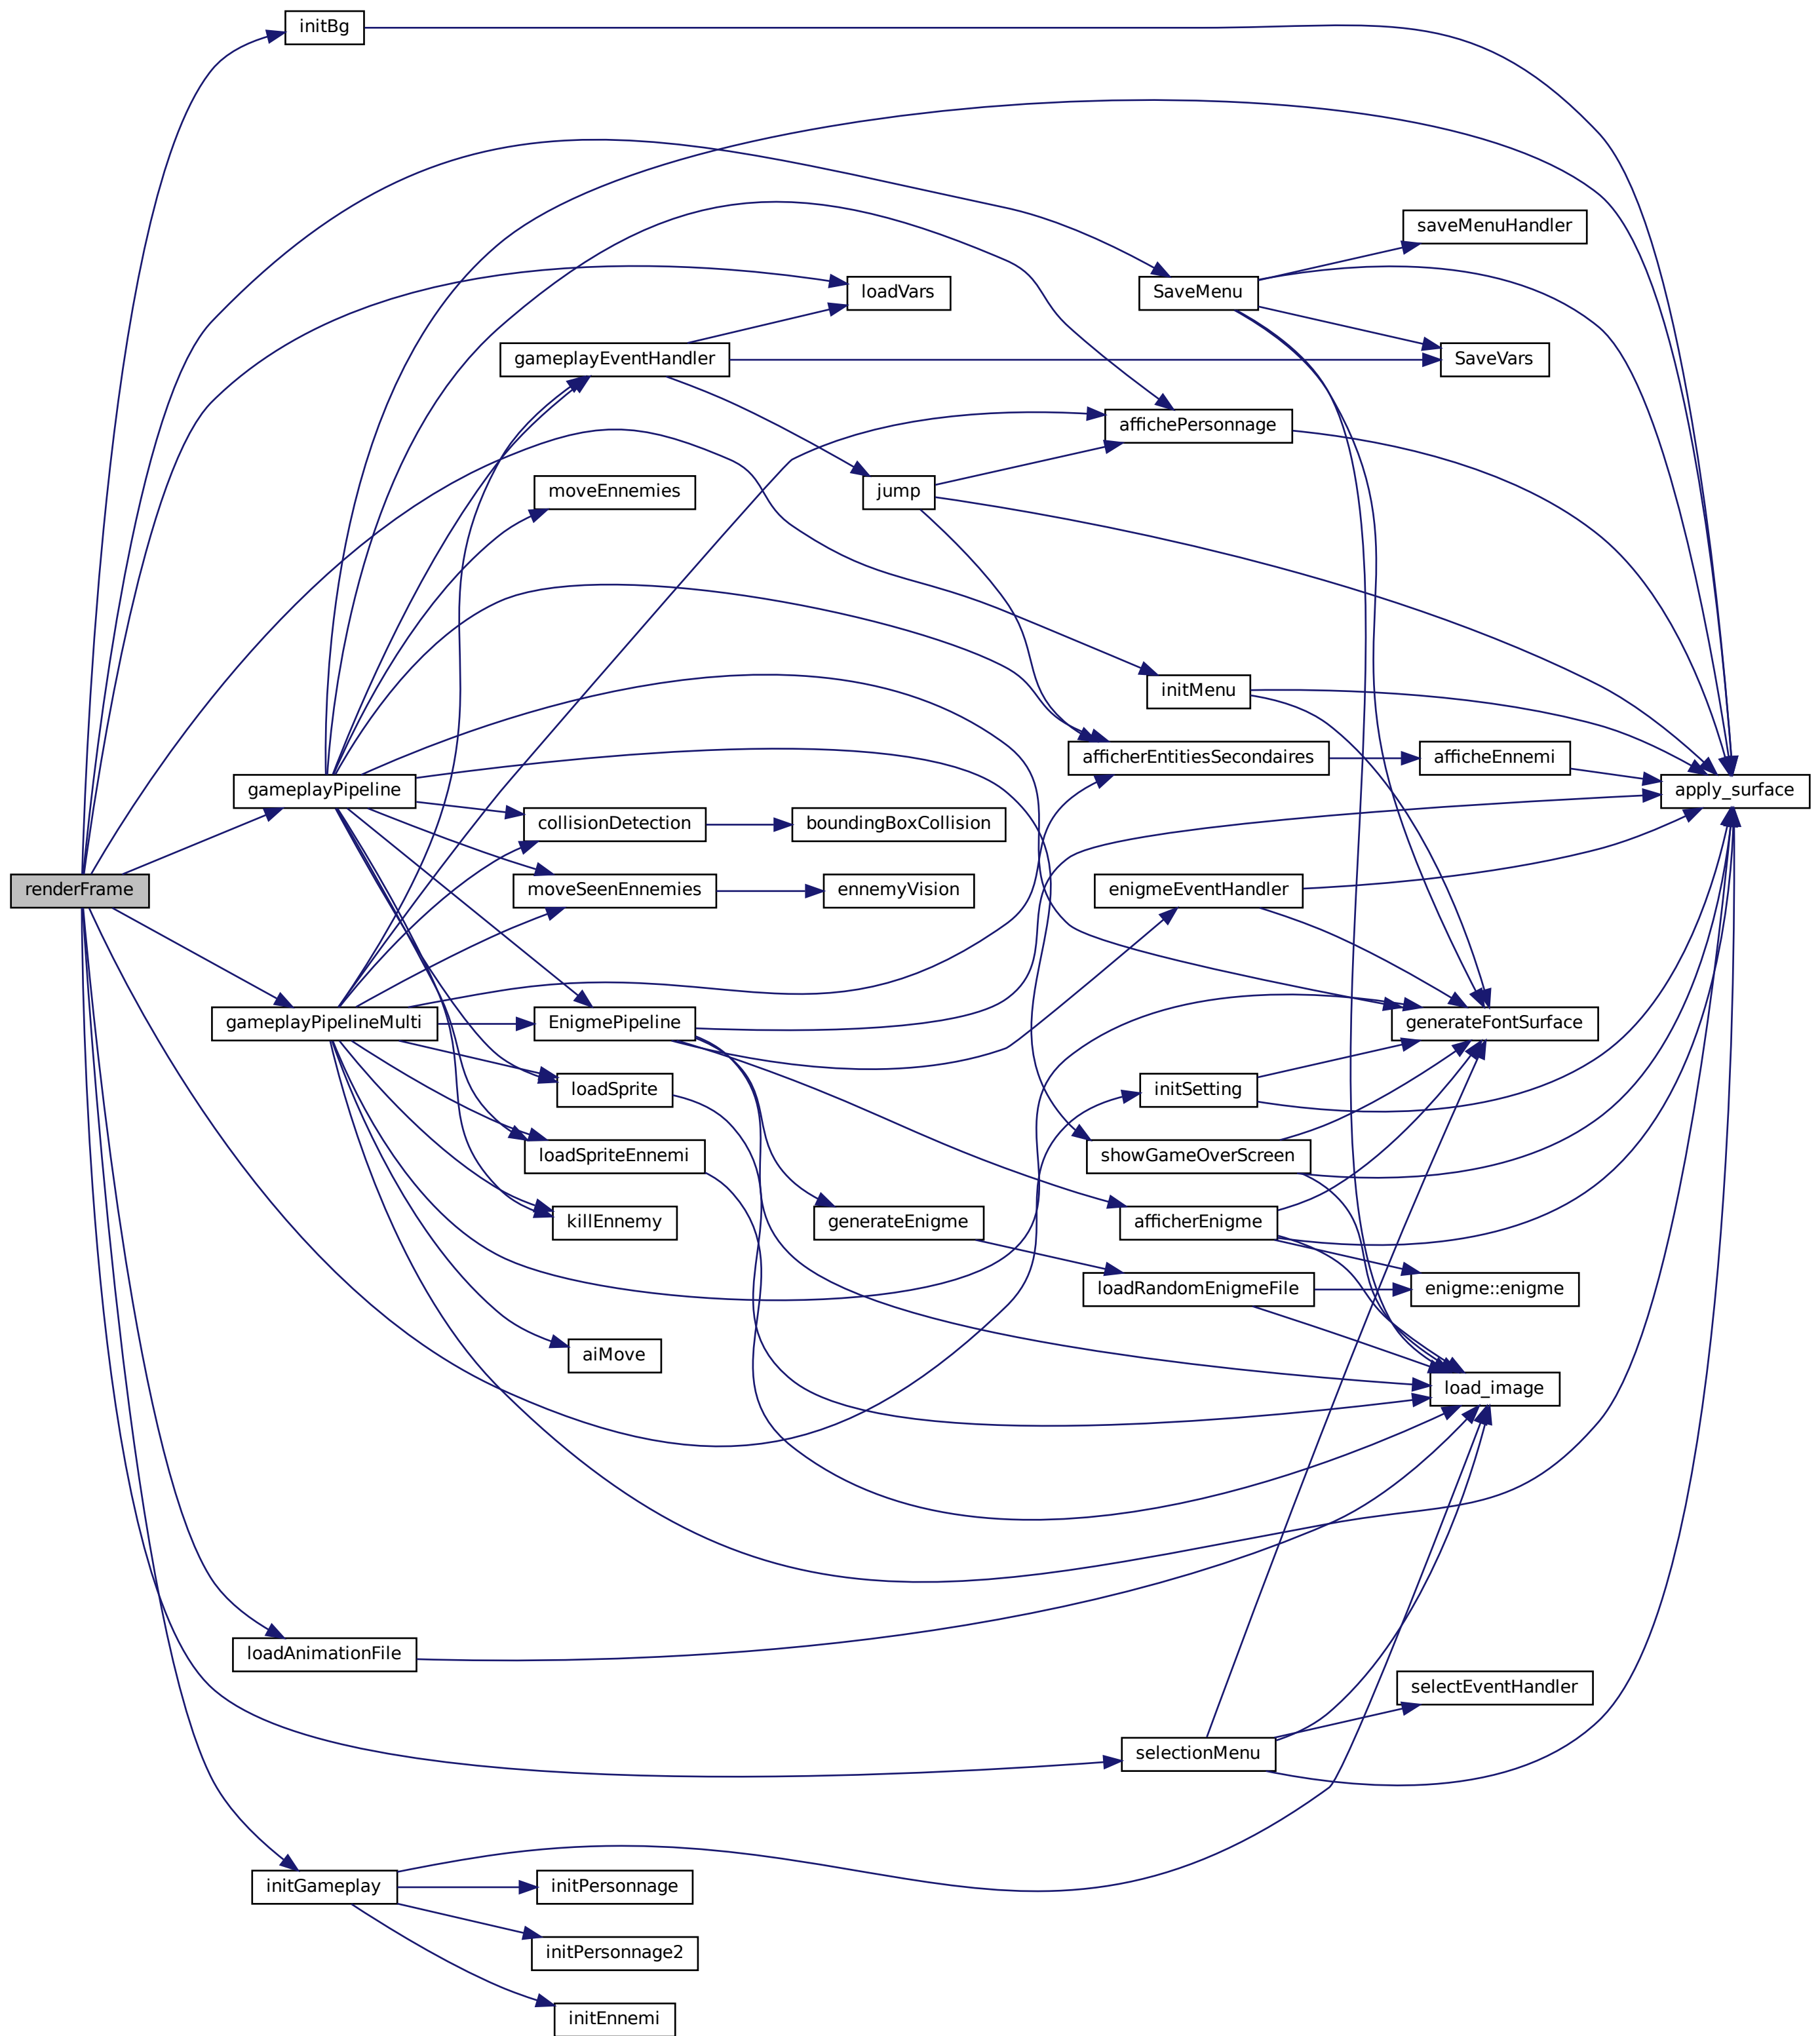 initBg
saveMenuHandler
loadVars
SaveMenu
gameplayEventHandler
SaveVars
affichePersonnage
moveEnnemies
jump
initMenu
afficherEntitiesSecondaires
afficheEnnemi
gameplayPipeline
apply_surface
collisionDetection
boundingBoxCollision
renderFrame
moveSeenEnnemies
ennemyVision
enigmeEventHandler
gameplayPipelineMulti
EnigmePipeline
generateFontSurface
loadSprite
initSetting
loadSpriteEnnemi
showGameOverScreen
killEnnemy
generateEnigme
afficherEnigme
loadRandomEnigmeFile
enigme::enigme
aiMove
load_image
loadAnimationFile
selectEventHandler
selectionMenu
initGameplay
initPersonnage
initPersonnage2
initEnnemi